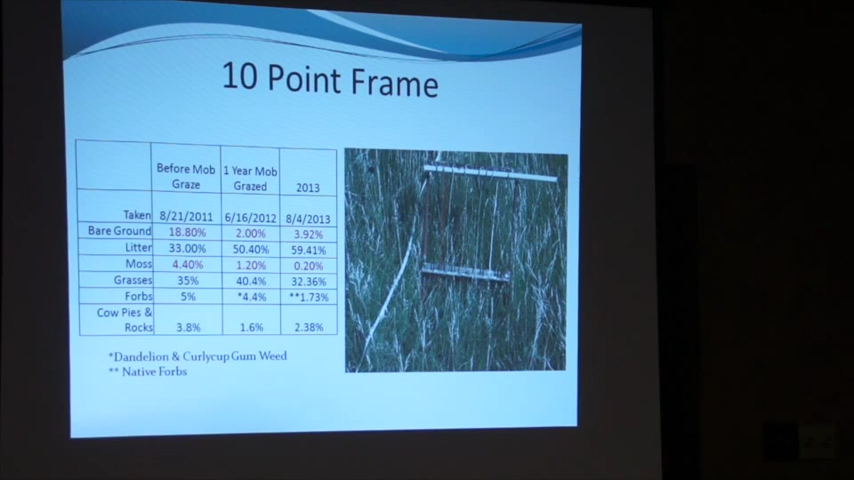 10 Point Frame
Before Mob Graze 1 Year Mob Grazed 2013
Taken 8/21/2011 6/16/2012 8/4/2013
Bare Ground 18.80% 2.00% 3.92%
Litter 33.00% 50.40% 59.41%
Moss 4.40% 1.20% 0.20%
Grasses 35% 40.4% 32.36%
Forbs 5% *4.4% **1.73%
Cow Pies & Rocks 3.8% 1.6% 2.38%
*Dandelion & Curlycup Gum Weed
** Native Forbs